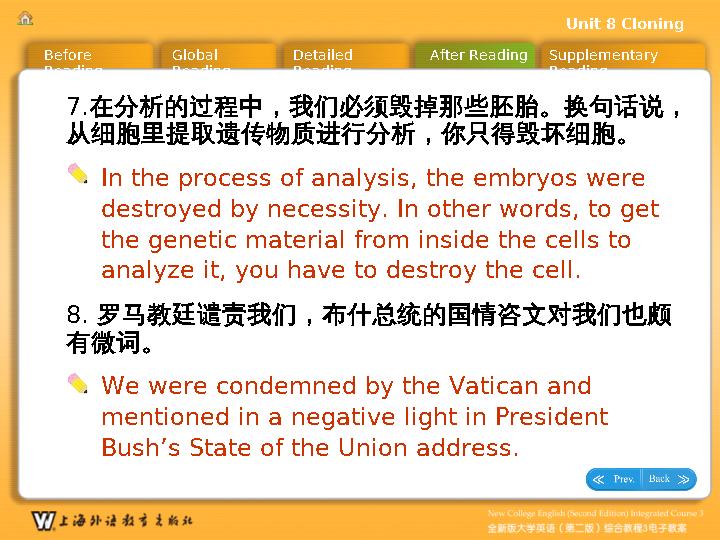 Unit 8 Cloning
Before Reading
Global Reading
Detailed Reading
After Reading
Supplementary Reading
7.在分析的过程中，我们必须毁掉那些胚胎。换句话说，
从细胞里提取遗传物质进行分析，你只得毁坏细胞。
In the process of analysis, the embryos were
destroyed by necessity. In other words, to get
the genetic material from inside the cells to
analyze it, you have to destroy the cell.
8. 罗马教廷谴责我们，布什总统的国情咨文对我们也颇
有微词。
We were condemned by the Vatican and
mentioned in a negative light in President
Bush’s State of the Union address.
Prev. Back
上海外语教育出版社
New College English (Second Edition) Integrated Course 3
全新版大学英语（第二版）综合教程3电子教案